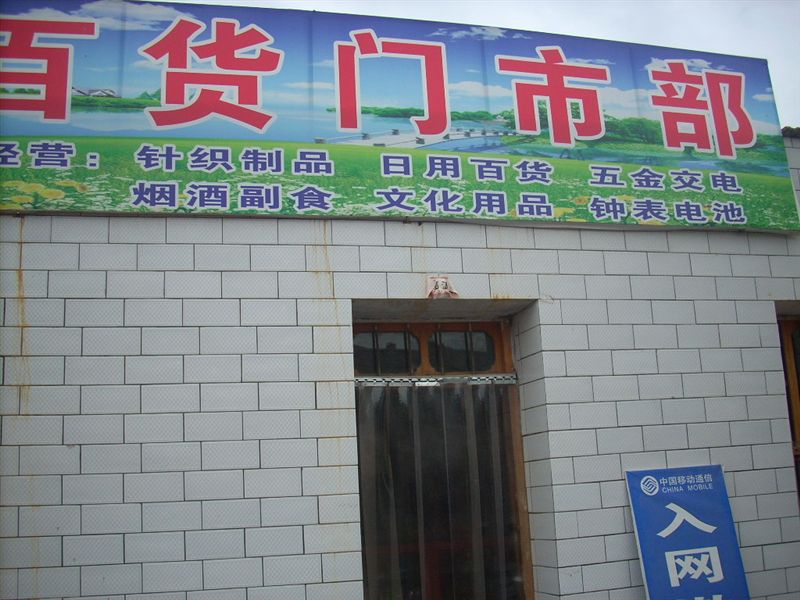 百货门市部
经营：针织制品 日用百货 五金交电
烟酒副食 文化用品 钟表电池
中国移动通信
CHINA MOBILE
入网